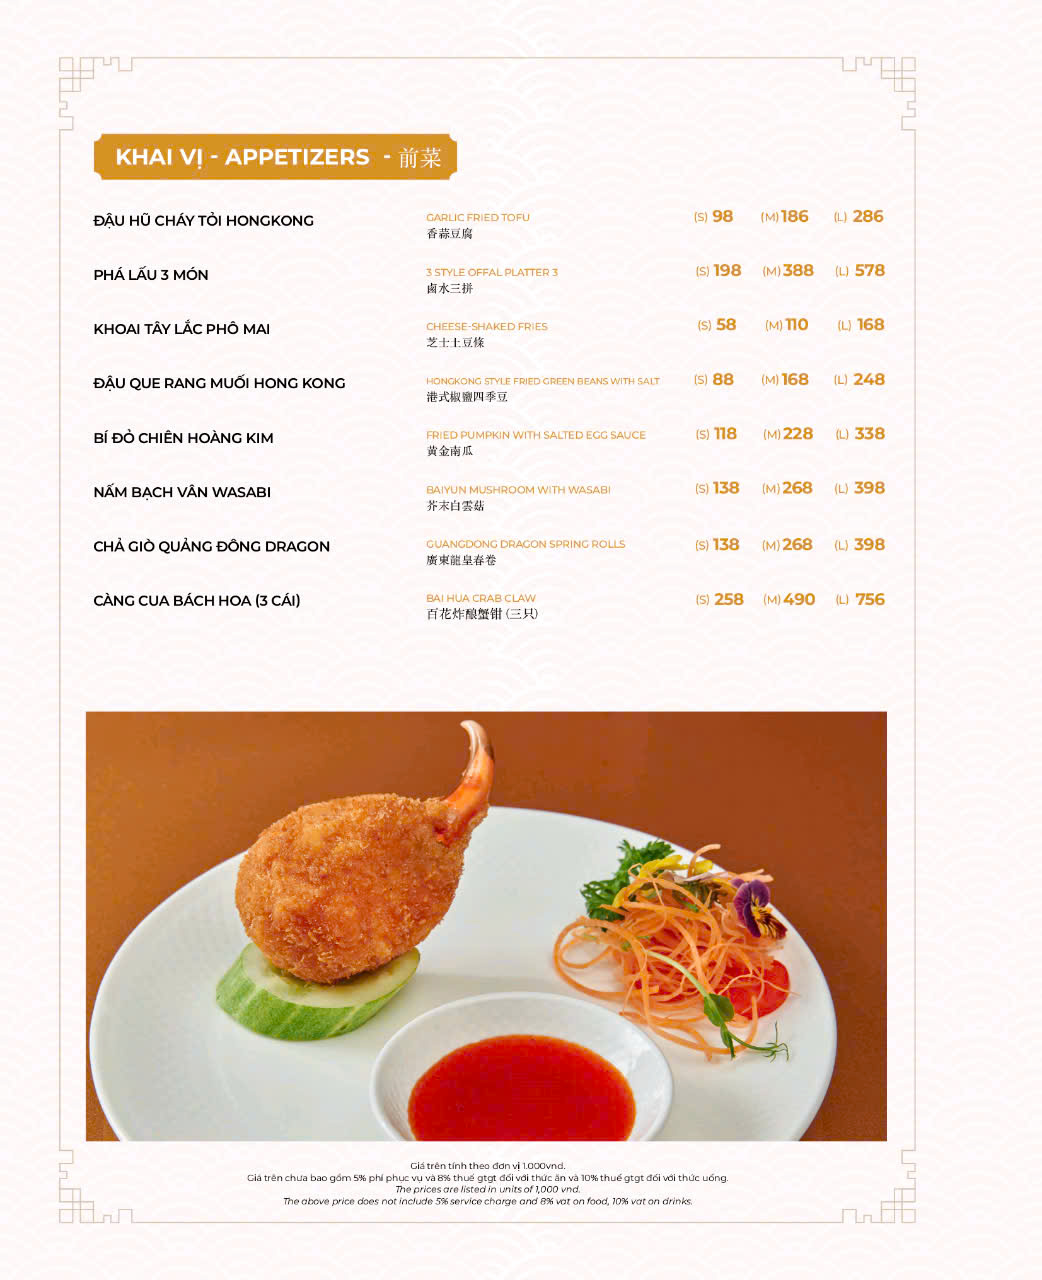 KHAI VỊ - APPETIZERS - 前菜
ĐẬU HŨ CHÁY TỎI HONGKONG
GARLIC FRIED TOFU
(S) 98 (M) 186 (L) 286
香蒜豆腐
PHÁ LẤU 3 MÓN
3 STYLE OFFAL PLATTER 3
(S) 198 (M) 388 (L) 578
鹵水三拼
KHOAI TÂY LẮC PHÔ MAI
CHEESE-SHAKED FRIES
(S) 58 (M) 110 (L) 168
芝士土豆條
ĐẬU QUE RANG MUỐI HONG KONG
HONGKONG STYLE FRIED GREEN BEANS WITH SALT
(S) 88 (M) 168 (L) 248
港式椒鹽四季豆
BÍ ĐỎ CHIÊN HOÀNG KIM
FRIED PUMPKIN WITH SALTED EGG SAUCE
(S) 118 (M) 228 (L) 338
黃金南瓜
NẤM BẠCH VÂN WASABI
BAIYUN MUSHROOM WITH WASABI
(S) 138 (M) 268 (L) 398
芥末白雲菇
CHẢ GIÒ QUẢNG ĐÔNG DRAGON
GUANGDONG DRAGON SPRING ROLLS
(S) 138 (M) 268 (L) 398
廣東龍皇春卷
CÀNG CUA BÁCH HOA (3 CÁI)
BAI HUA CRAB CLAW
(S) 258 (M) 490 (L) 756
百花炸酿蟹钳 (三只)
Giá trên tính theo đơn vị 1.000vnd.
Giá trên chưa bao gồm 5% phí phục vụ và 8% thuế gtgt đối với thức ăn và 10% thuế gtgt đối với thức uống.
The prices are listed in units of 1,000 vnd.
The above price does not include 5% service charge and 8% vat on food, 10% vat on drinks.